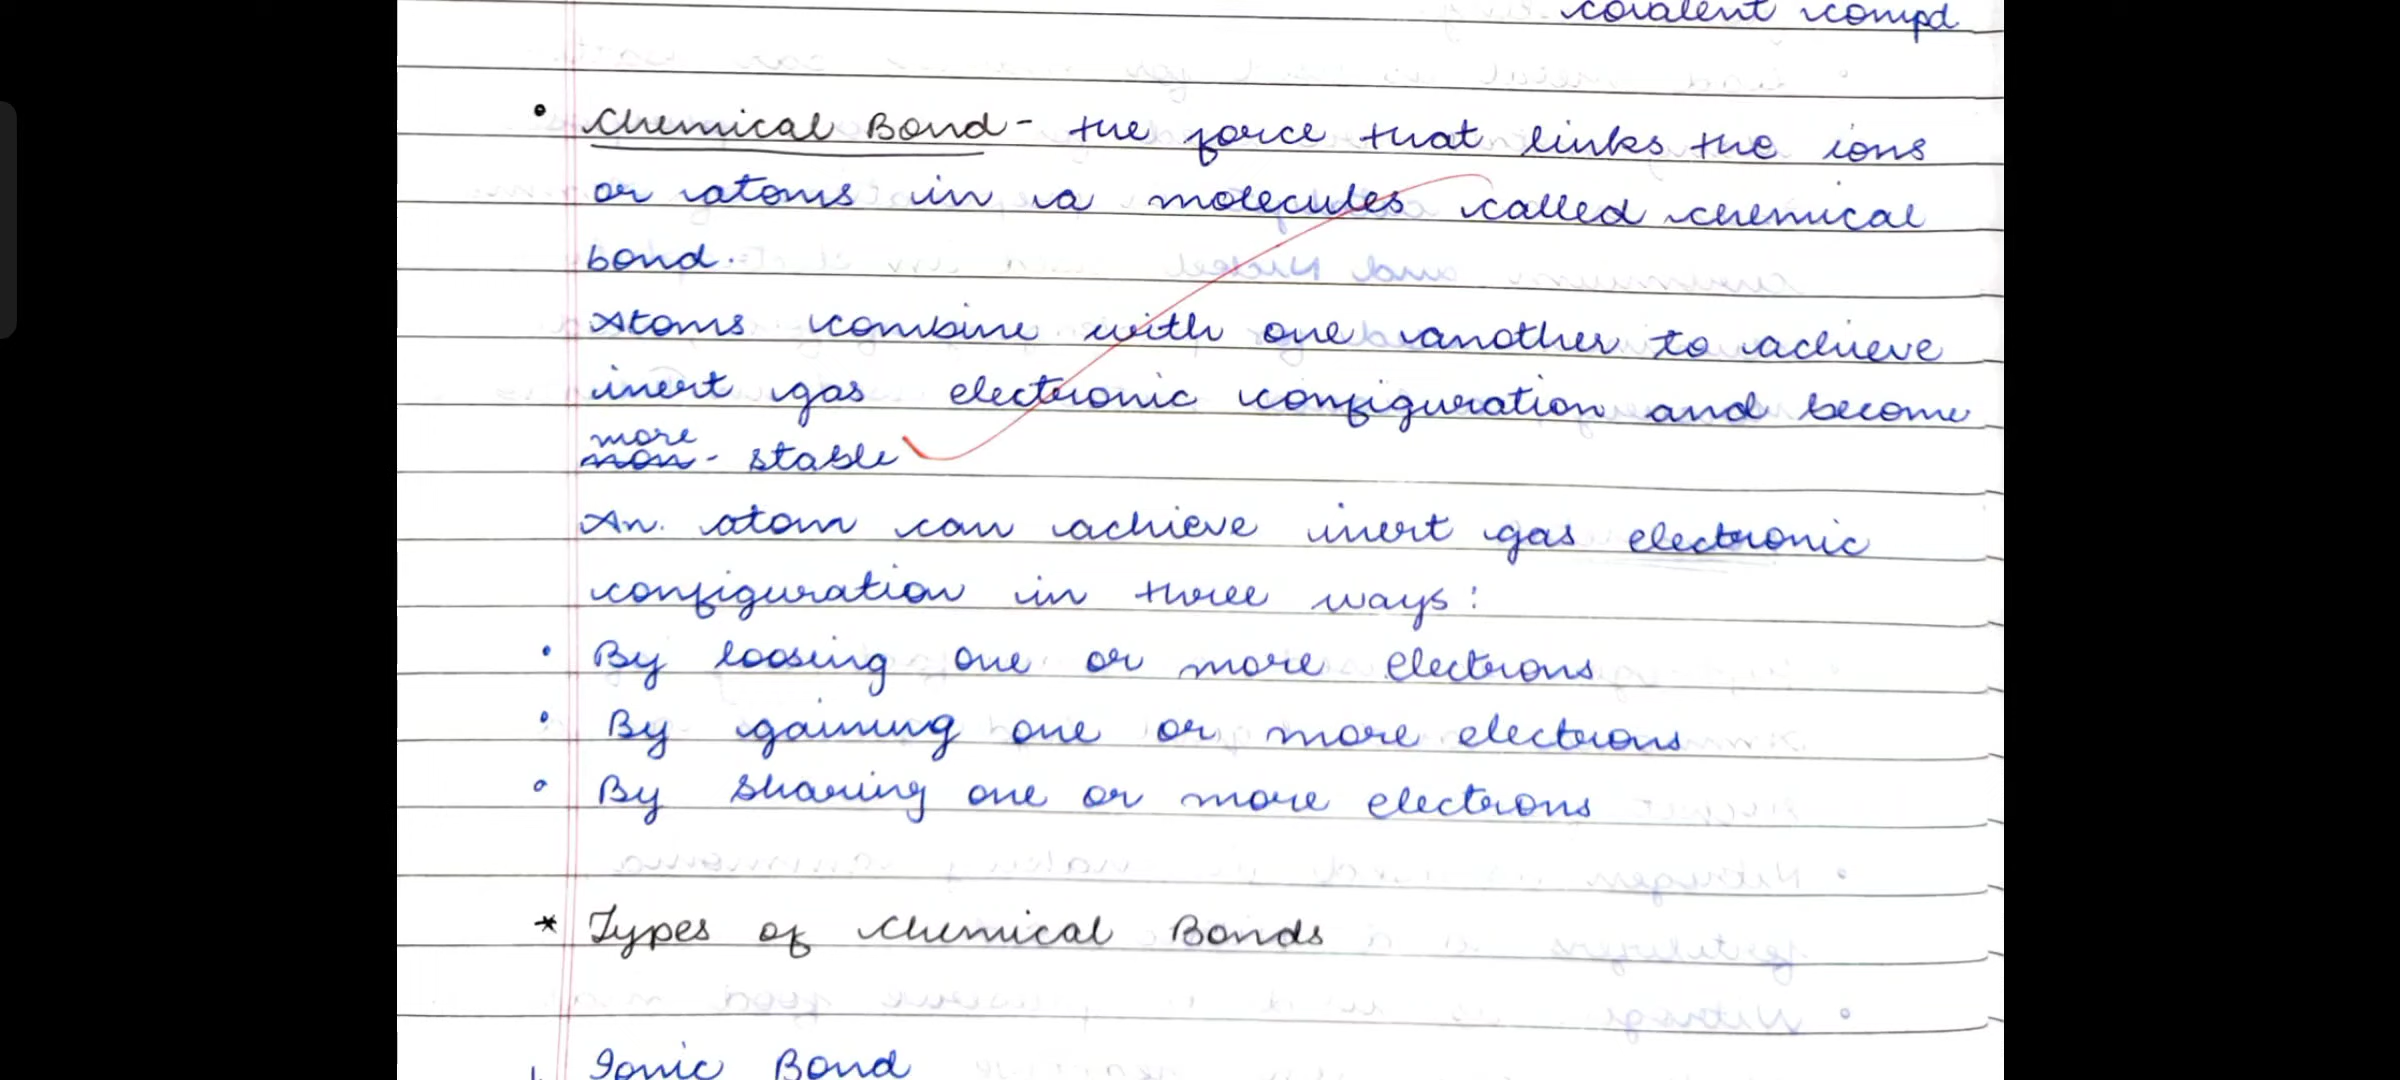 covalent compd
• Chemical Bond - the force that links the ions
or atoms in a molecules called chemical
bond.
Atoms combine with one another to achieve
inert gas electronic configuration and become
more
non - stable
An. atom can achieve inert gas electronic
configuration in three ways:
• By loosing one or more electrons
• By gaining one or more electrons
• By sharing one or more electrons
* Types of Chemical Bonds
Ionic Bond